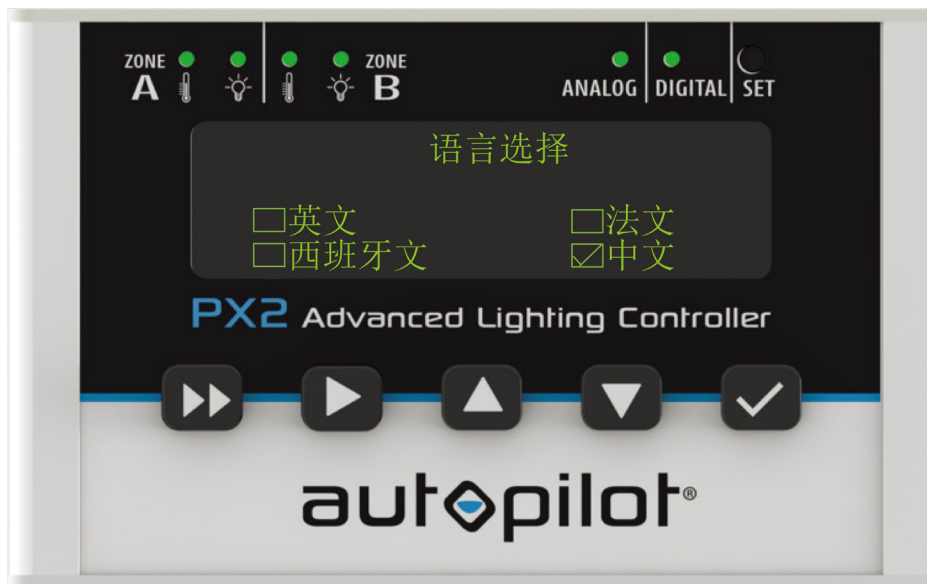 ZONE A
ZONE B
ANALOG DIGITAL SET
语言选择
□英文 □法文
□西班牙文 ☑中文
PX2 Advanced Lighting Controller
autopilot®